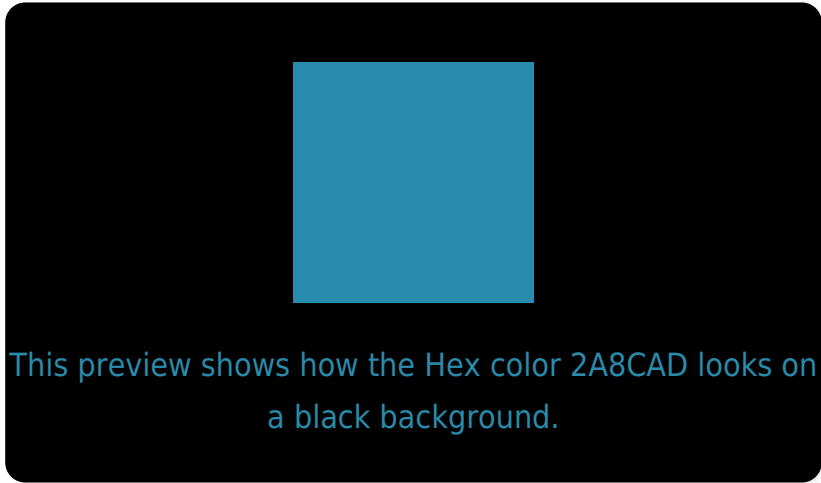 This preview shows how the Hex color 2A8CAD looks on
a black background.